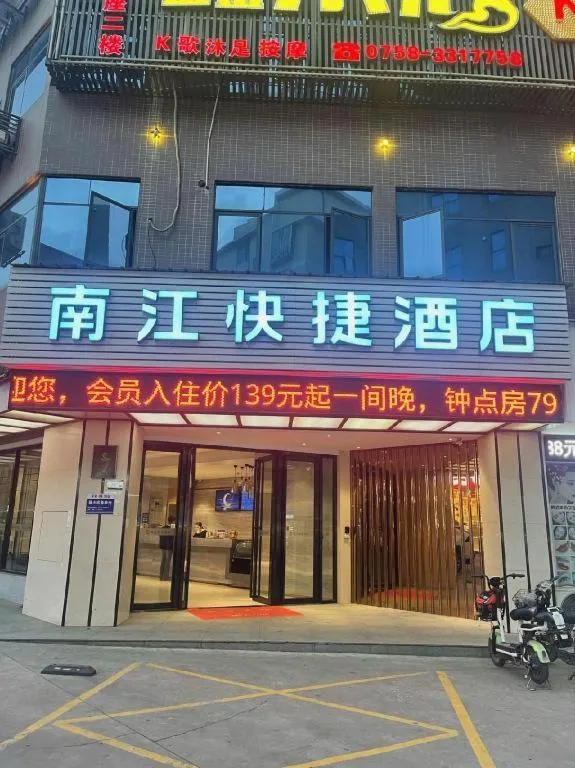 座二楼
K歌沐足按摩 ☎0758-3317758
南江快捷酒店
迎您，会员入住价139元起一间晚，钟点房79
38元